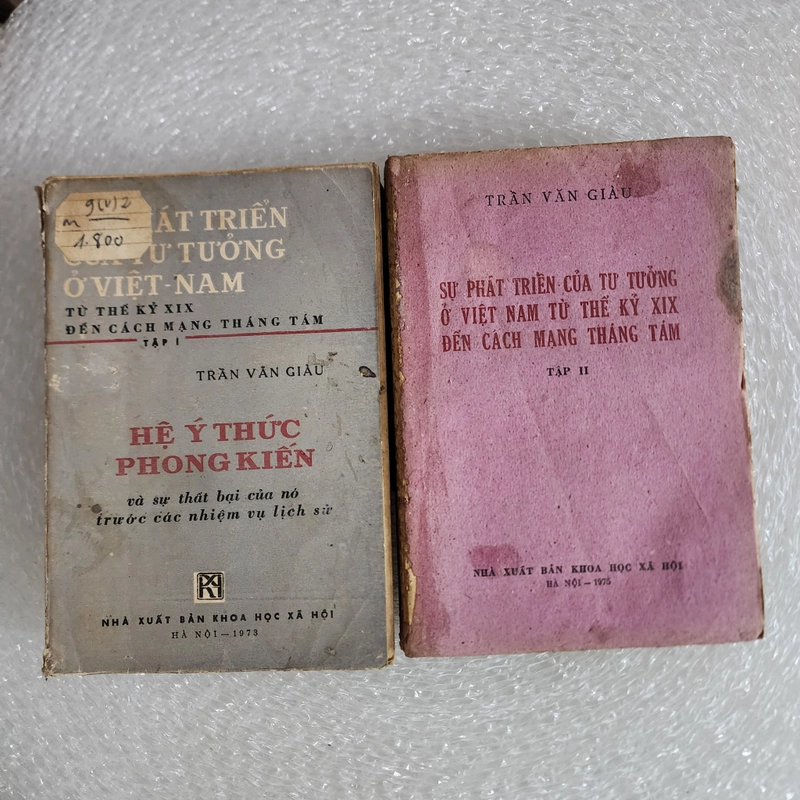 9(V)2
1.800
ÁT TRIỂN
TƯ TƯỞNG
Ở VIỆT-NAM
TỪ THẾ KỶ XIX
ĐẾN CÁCH MẠNG THÁNG TÁM
TẬP I
TRẦN VĂN GIÀU
HỆ Ý THỨC
PHONG KIẾN
và sự thất bại của nó
trước các nhiệm vụ lịch sử
NHÀ XUẤT BẢN KHOA HỌC XÃ HỘI
HÀ NỘI—1973
TRẦN VĂN GIÀU
SỰ PHÁT TRIỂN CỦA TƯ TƯỞNG
Ở VIỆT NAM TỪ THẾ KỶ XIX
ĐẾN CÁCH MẠNG THÁNG TÁM
TẬP II
NHÀ XUẤT BẢN KHOA HỌC XÃ HỘI
HÀ NỘI—1975